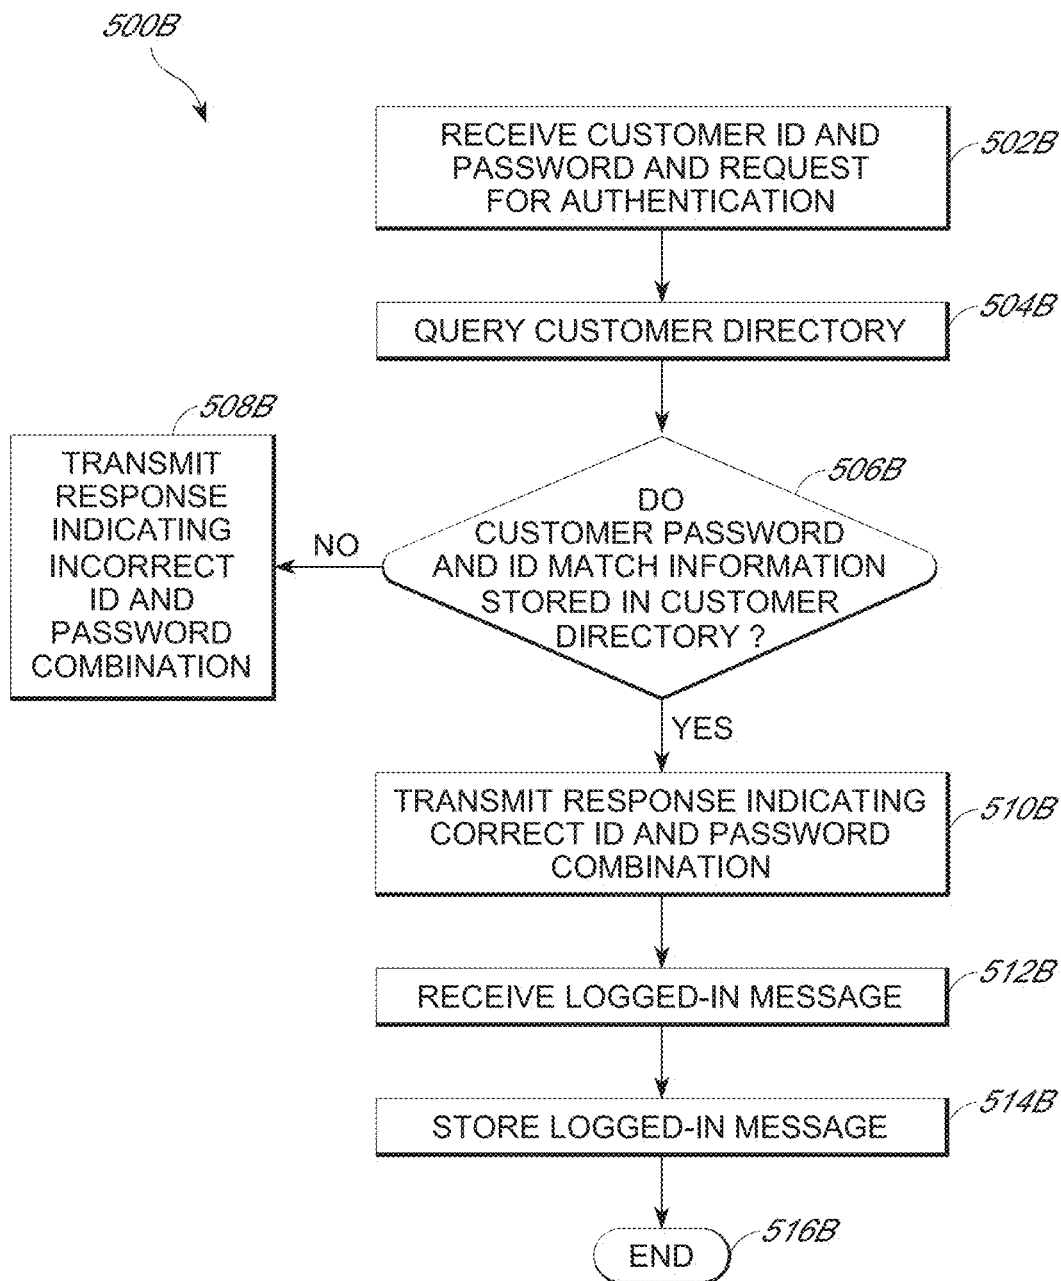 500B
RECEIVE CUSTOMER ID AND
PASSWORD AND REQUEST
FOR AUTHENTICATION
502B
QUERY CUSTOMER DIRECTORY
504B
508B
TRANSMIT
RESPONSE
INDICATING
INCORRECT
ID AND
PASSWORD
COMBINATION
NO
506B
DO
CUSTOMER PASSWORD
AND ID MATCH INFORMATION
STORED IN CUSTOMER
DIRECTORY ?
YES
TRANSMIT RESPONSE INDICATING
CORRECT ID AND PASSWORD
COMBINATION
510B
RECEIVE LOGGED-IN MESSAGE
512B
STORE LOGGED-IN MESSAGE
514B
END
516B